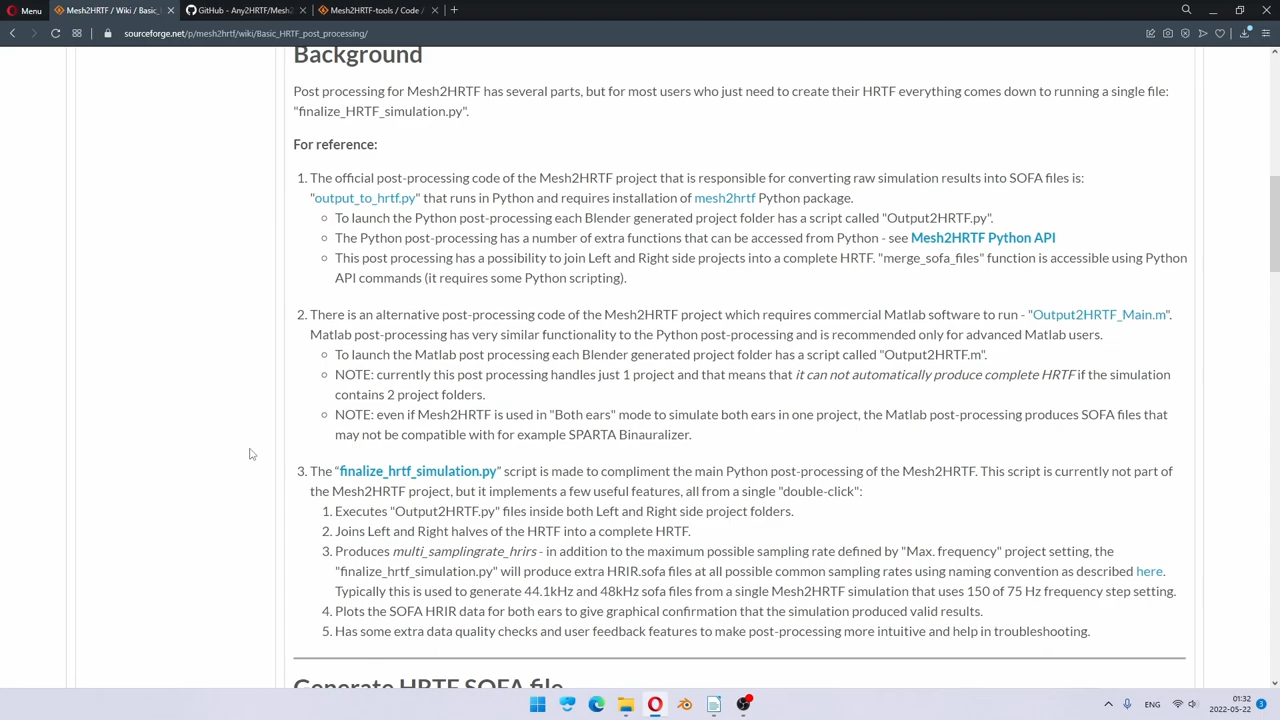 Menu
Mesh2HRTF / Wiki / Basic_
GitHub - Any2HRTF/Mesh2
Mesh2HRTF-tools / Code /
sourceforge.net/p/mesh2hrtf/wiki/Basic_HRTF_post_processing/
Background
Post processing for Mesh2HRTF has several parts, but for most users who just need to create their HRTF everything comes down to running a single file:
"finalize_HRTF_simulation.py".
For reference:
1. The official post-processing code of the Mesh2HRTF project that is responsible for converting raw simulation results into SOFA files is:
"output_to_hrtf.py" that runs in Python and requires installation of mesh2hrtf Python package.
To launch the Python post-processing each Blender generated project folder has a script called "Output2HRTF.py".
The Python post-processing has a number of extra functions that can be accessed from Python - see Mesh2HRTF Python API
This post processing has a possibility to join Left and Right side projects into a complete HRTF. "merge_sofa_files" function is accessible using Python
API commands (it requires some Python scripting).
2. There is an alternative post-processing code of the Mesh2HRTF project which requires commercial Matlab software to run - "Output2HRTF_Main.m".
Matlab post-processing has very similar functionality to the Python post-processing and is recommended only for advanced Matlab users.
To launch the Matlab post processing each Blender generated project folder has a script called "Output2HRTF.m".
NOTE: currently this post processing handles just 1 project and that means that it can not automatically produce complete HRTF if the simulation
contains 2 project folders.
NOTE: even if Mesh2HRTF is used in "Both ears" mode to simulate both ears in one project, the Matlab post-processing produces SOFA files that
may not be compatible with for example SPARTA Binauralizer.
3. The “finalize_hrtf_simulation.py” script is made to compliment the main Python post-processing of the Mesh2HRTF. This script is currently not part of
the Mesh2HRTF project, but it implements a few useful features, all from a single "double-click":
1. Executes "Output2HRTF.py" files inside both Left and Right side project folders.
2. Joins Left and Right halves of the HRTF into a complete HRTF.
3. Produces multi_samplingrate_hrirs - in addition to the maximum possible sampling rate defined by "Max. frequency" project setting, the
"finalize_hrtf_simulation.py" will produce extra HRIR.sofa files at all possible common sampling rates using naming convention as described here.
Typically this is used to generate 44.1kHz and 48kHz sofa files from a single Mesh2HRTF simulation that uses 150 of 75 Hz frequency step setting.
4. Plots the SOFA HRIR data for both ears to give graphical confirmation that the simulation produced valid results.
5. Has some extra data quality checks and user feedback features to make post-processing more intuitive and help in troubleshooting.
Generate HRTF SOFA file
ENG
01:32
2022-05-22
3